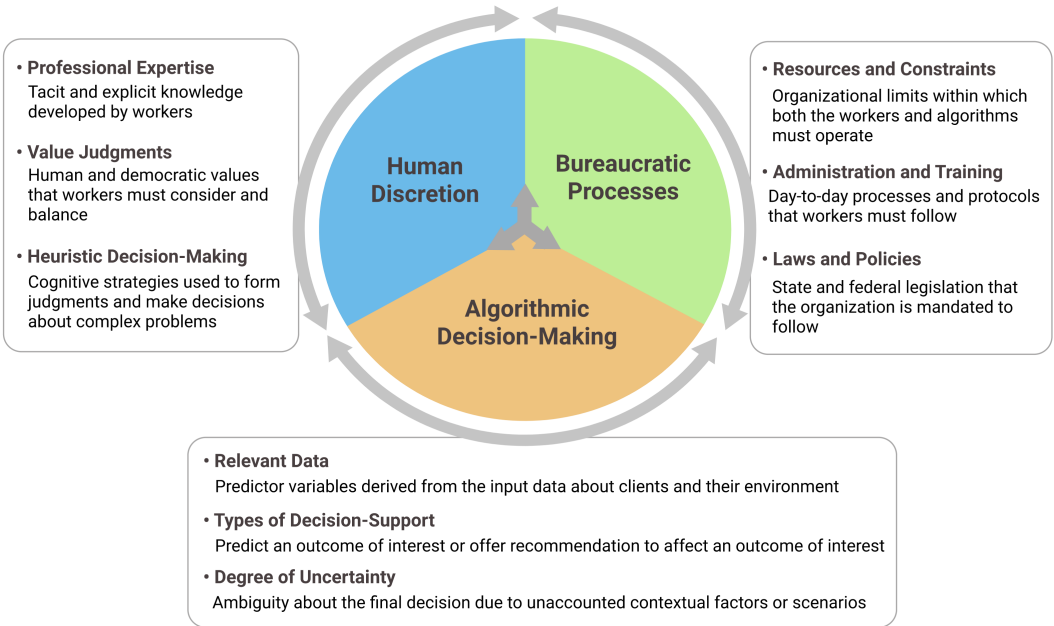 • Professional Expertise
Tacit and explicit knowledge
developed by workers
• Value Judgments
Human and democratic values
that workers must consider and
balance
• Heuristic Decision-Making
Cognitive strategies used to form
judgments and make decisions
about complex problems
Human
Discretion
Bureaucratic
Processes
Algorithmic
Decision-Making
• Resources and Constraints
Organizational limits within which
both the workers and algorithms
must operate
• Administration and Training
Day-to-day processes and protocols
that workers must follow
• Laws and Policies
State and federal legislation that
the organization is mandated to
follow
• Relevant Data
Predictor variables derived from the input data about clients and their environment
• Types of Decision-Support
Predict an outcome of interest or offer recommendation to affect an outcome of interest
• Degree of Uncertainty
Ambiguity about the final decision due to unaccounted contextual factors or scenarios